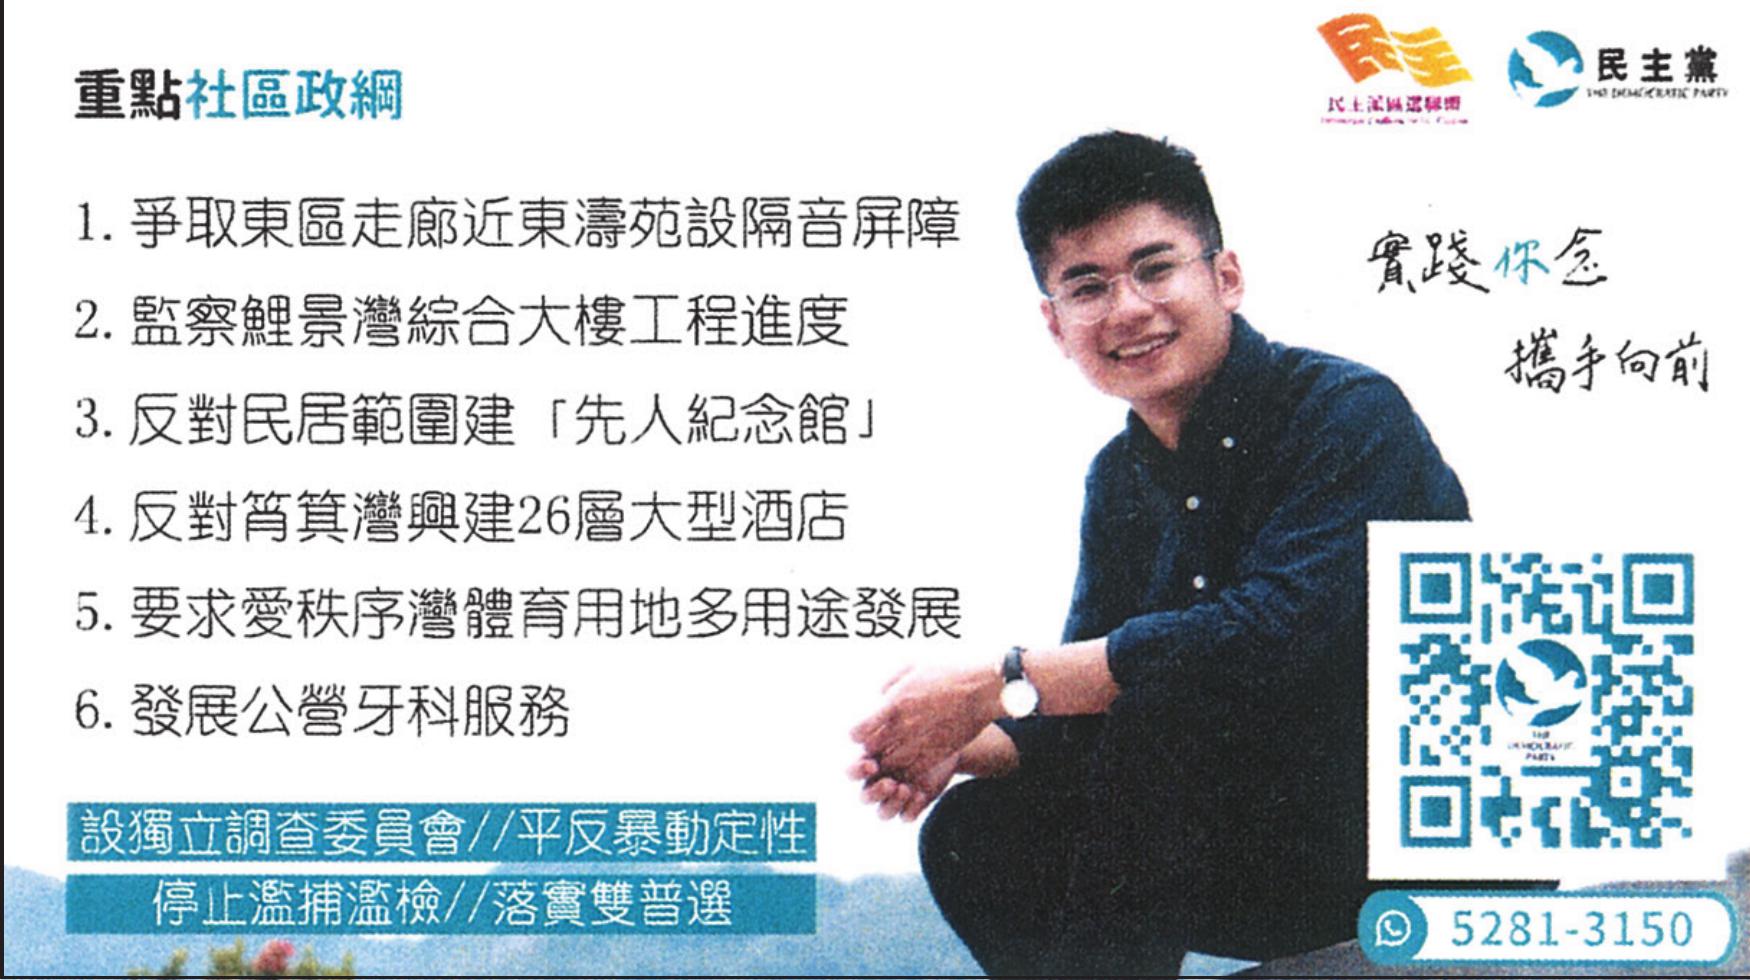 重點社區政綱
1. 爭取東區走廊近東濤苑設隔音屏障
2. 監察鯉景灣綜合大樓工程進度
3. 反對民居範圍建「先人紀念館」
4. 反對筲箕灣興建26層大型酒店
5. 要求愛秩序灣體育用地多用途發展
6. 發展公營牙科服務
設獨立調查委員會//平反暴動定性
停止濫捕濫檢//落實雙普選
民主
民主派區選聯盟
民主黨
THE DEMOCRATIC PARTY
實踐你念
攜手向前
THE
DEMOCRATIC
PARTY
5281-3150